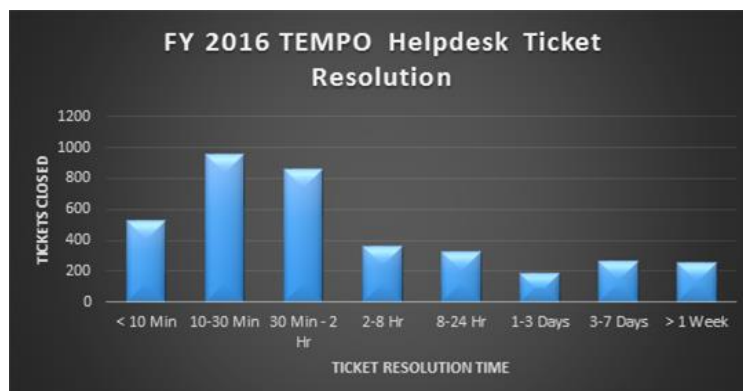 FY 2016 TEMPO Helpdesk Ticket
Resolution
TICKETS CLOSED
1200
1000
800
600
400
200
0
< 10 Min 10-30 Min 30 Min - 2 2-8 Hr 8-24 Hr 1-3 Days 3-7 Days > 1 Week
Hr
TICKET RESOLUTION TIME